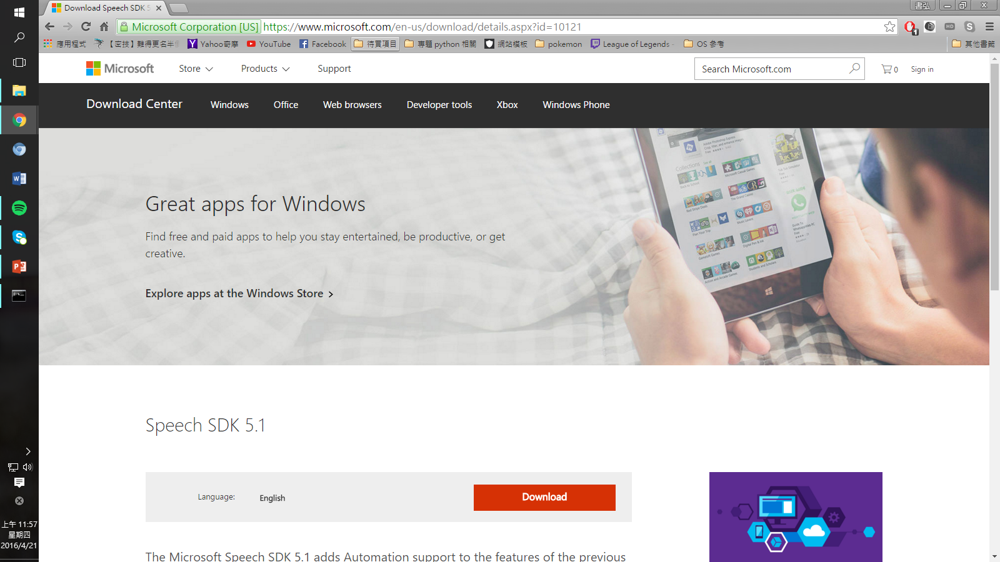 Download Speech SDK 5
書弘
Microsoft Corporation [US] https://www.microsoft.com/en-us/download/details.aspx?id=10121
1
HD
應用程式 【密技】難得更名半 Yahoo奇摩 YouTube Facebook 待買項目 專題 python 相關 網站模板 pokemon League of Legends - OS 參考 其他書籤
Microsoft Store Products Support Search Microsoft.com 0 Sign in
Download Center Windows Office Web browsers Developer tools Xbox Windows Phone
Collections
Great apps for Windows
Find free and paid apps to help you stay entertained, be productive, or get
creative.
Explore apps at the Windows Store >
Speech SDK 5.1
Language: English Download
The Microsoft Speech SDK 5.1 adds Automation support to the features of the previous
上午 11:57
星期四
2016/4/21